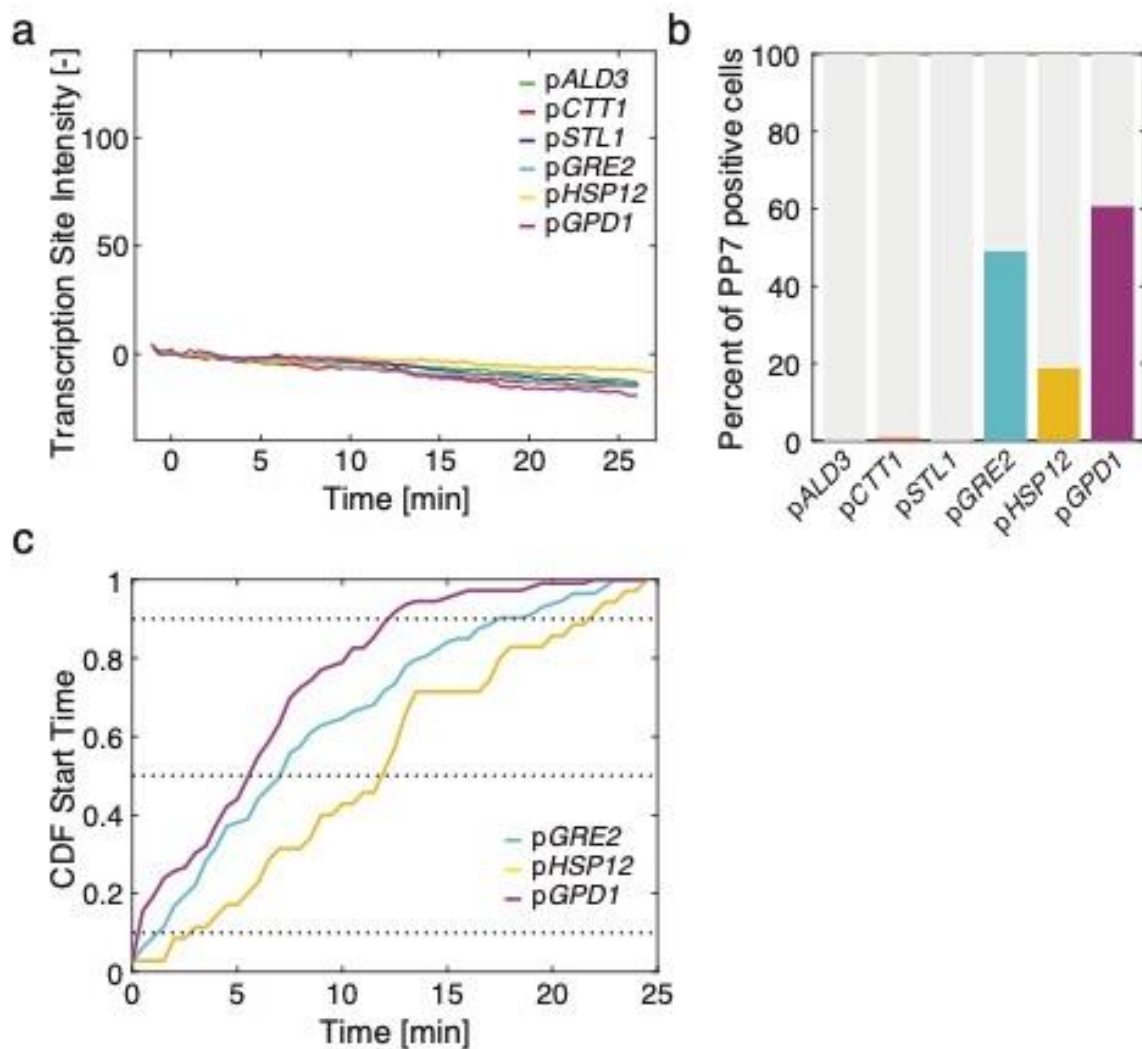 a
Transcription Site Intensity [-]
100
50
0
0 5 10 15 20 25
Time [min]
pALD3
pCTT1
pSTL1
pGRE2
pHSP12
pGPD1
b
Percent of PP7 positive cells
100
80
60
40
20
0
pALD3 pCTT1 pSTL1 pGRE2 pHSP12 pGPD1
c
CDF Start Time
1
0.8
0.6
0.4
0.2
0
0 5 10 15 20 25
Time [min]
pGRE2
pHSP12
pGPD1